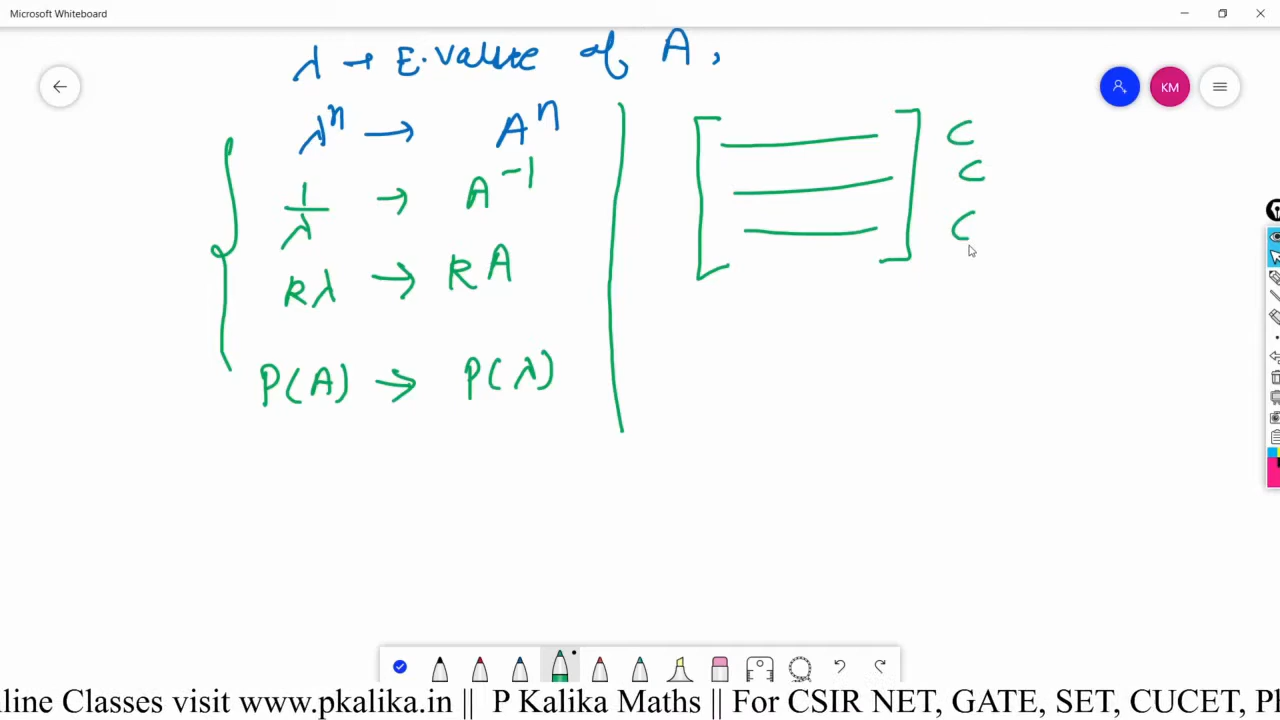 Microsoft Whiteboard
λ → E.value of A,
KM
λⁿ → Aⁿ
1/λ → A⁻¹
kλ → kA
P(A) → P(λ)
C
C
C
nline Classes visit www.pkalika.in || P Kalika Maths || For CSIR NET, GATE, SET, CUCET, P